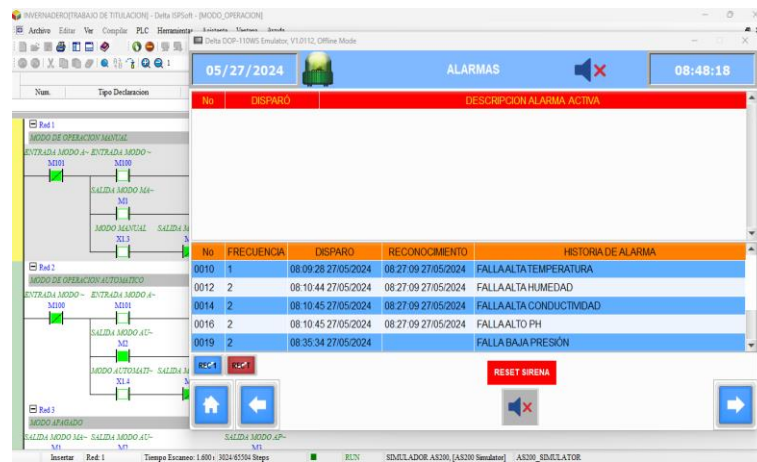 INVERNADERO[TRABAJO DE TITULACION] - Delta ISPSoft - [MODO_OPERACION]
Archivo Editar Ver Compilar PLC Herramientas
Delta DOP-110WS Emulator, V1.0112, Offline Mode
05/27/2024 ALARMAS 08:48:18
Num. Tipo Declaracion
No DISPARÓ DESCRIPCION ALARMA ACTIVA
Red 1
MODO DE OPERACION MANUAL
ENTRADA MODO A~ ENTRADA MODO ~
M101 M100
SALIDA MODO MA~
M1
MODO MANUAL SALIDA M
X1.3
No FRECUENCIA DISPARO RECONOCIMIENTO HISTORIA DE ALARMA
0010 1 08:09:28 27/05/2024 08:27:09 27/05/2024 FALLA ALTA TEMPERATURA
0012 2 08:10:44 27/05/2024 08:27:09 27/05/2024 FALLA ALTA HUMEDAD
0014 2 08:10:45 27/05/2024 08:27:09 27/05/2024 FALLA ALTA CONDUCTIVIDAD
0016 2 08:10:45 27/05/2024 08:27:09 27/05/2024 FALLA ALTO PH
0019 2 08:35:34 27/05/2024 FALLA BAJA PRESIÓN
Red 2
MODO DE OPERACION AUTOMATICO
ENTRADA MODO ~ ENTRADA MODO A~
M100 M101
SALIDA MODO AU~
M2
MODO AUTOMATI~ SALIDA M
X1.4
RESET SIRENA
Red 3
MODO APAGADO
SALIDA MODO MA~ SALIDA MODO AU~ SALIDA MODO AP~
M1 M2 M3
Insertar Red: 1 Tiempo Escaneo: 1.600 3024/65504 Steps RUN SIMULADOR AS200, [AS200 Simulator] AS200_SIMULATOR